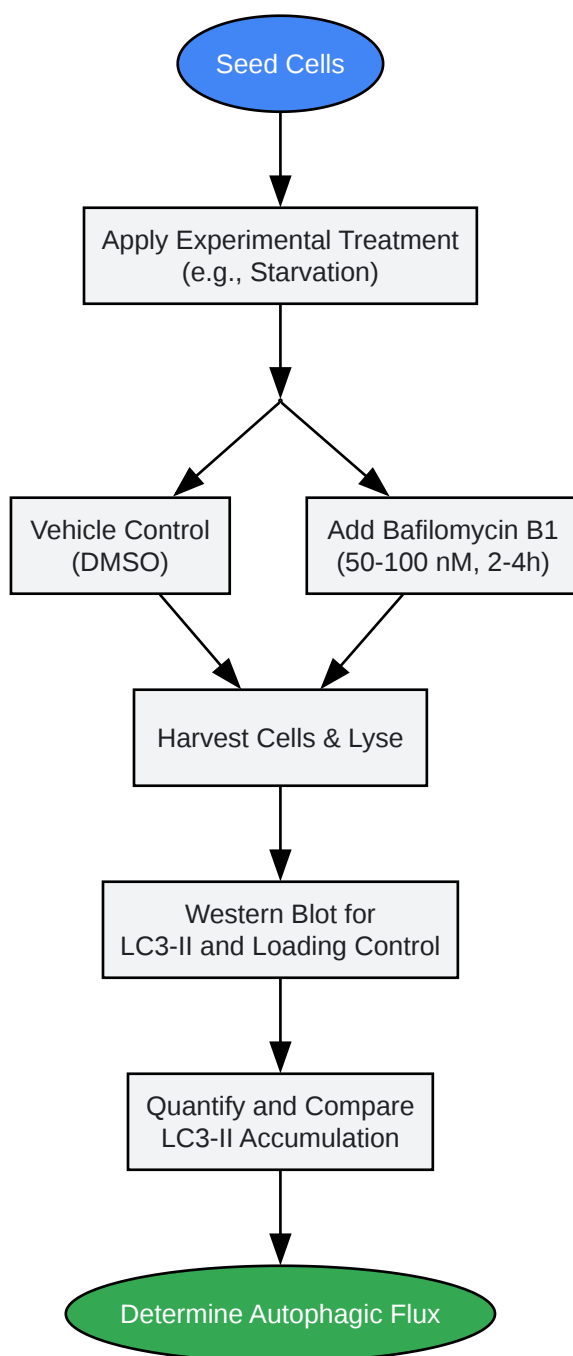 Seed Cells
Apply Experimental Treatment
(e.g., Starvation)
Vehicle Control
(DMSO)
Add Bafilomycin B1
(50-100 nM, 2-4h)
Harvest Cells & Lyse
Western Blot for
LC3-II and Loading Control
Quantify and Compare
LC3-II Accumulation
Determine Autophagic Flux